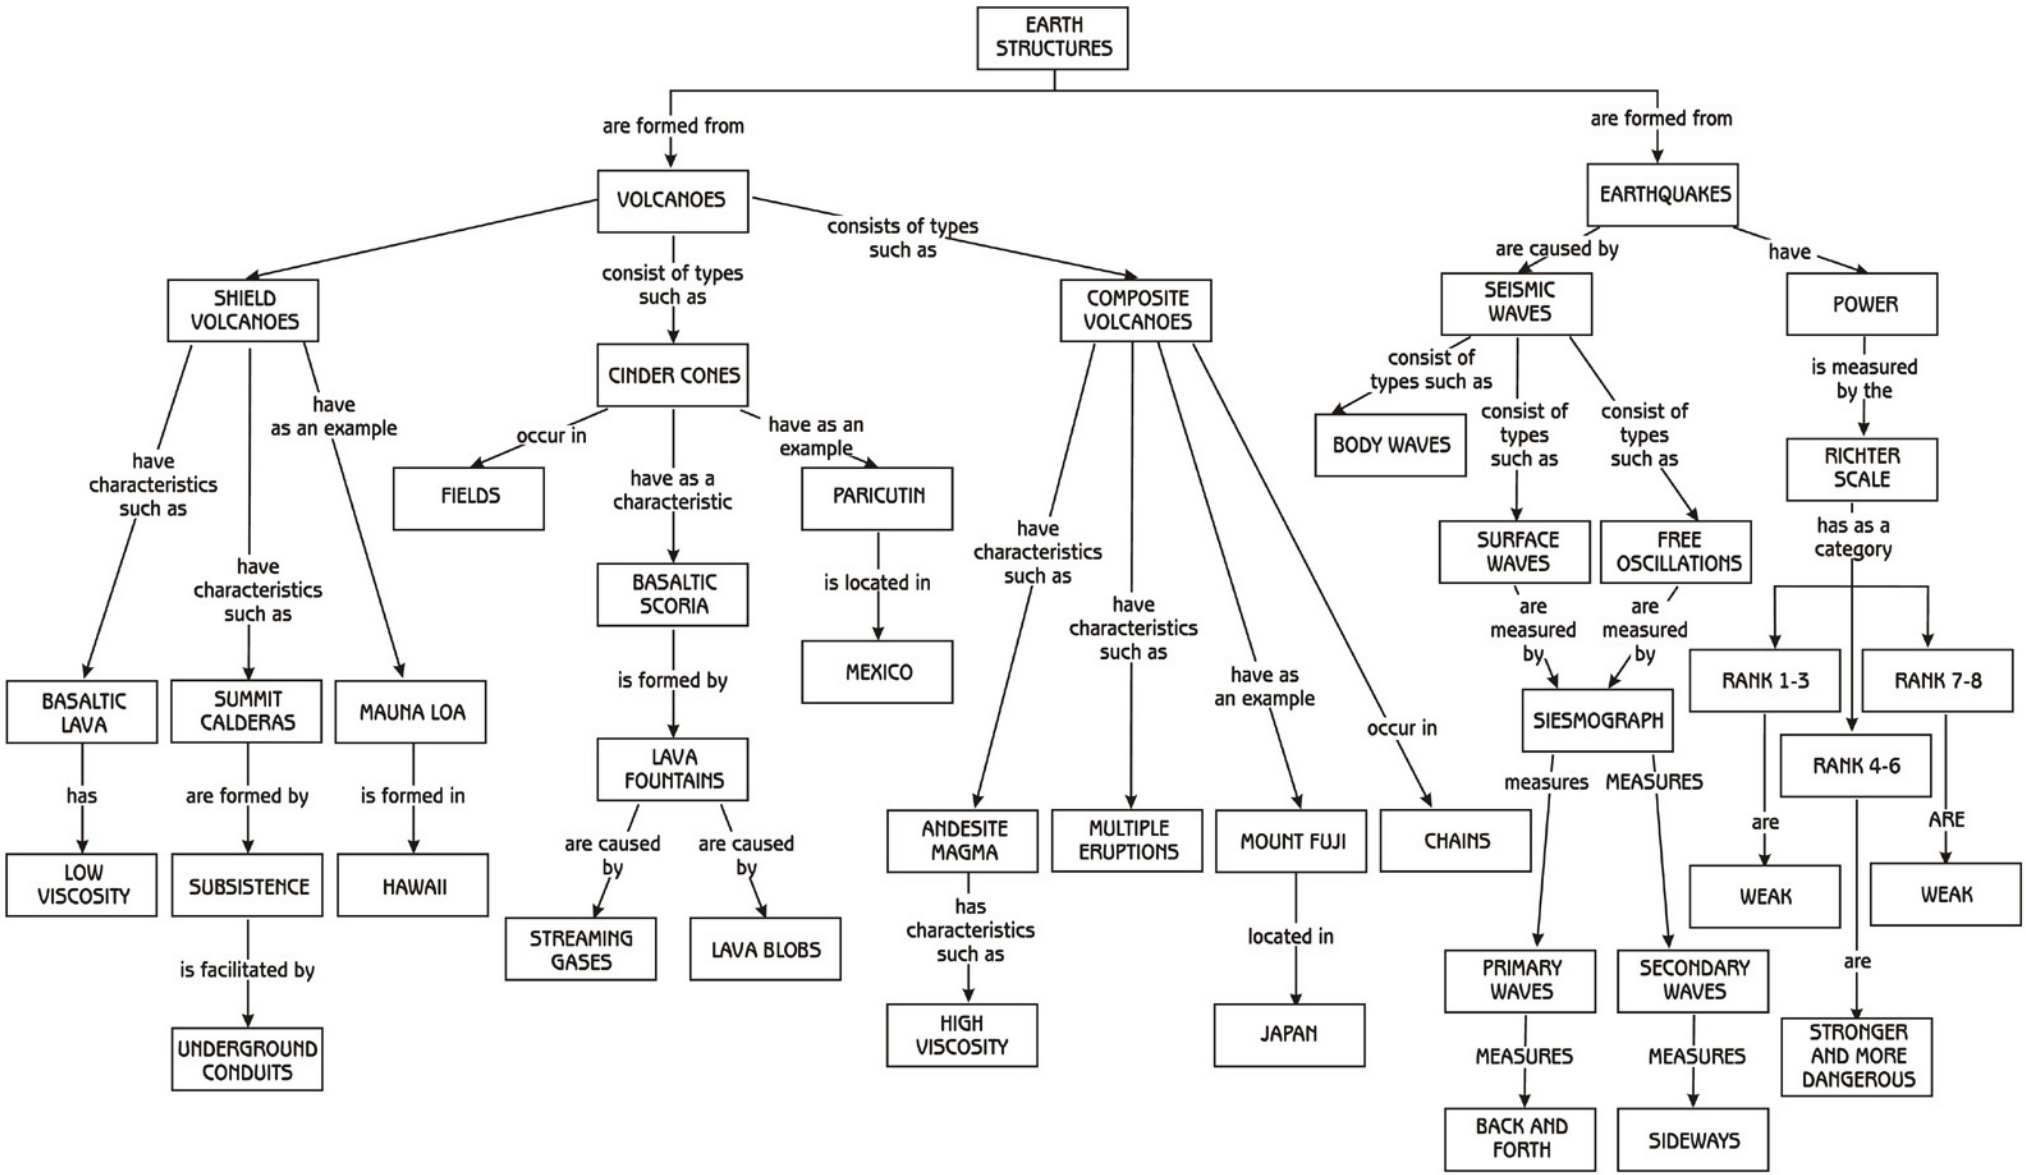 EARTH
STRUCTURES
are formed from
are formed from
VOLCANOES
EARTHQUAKES
consists of types
such as
consist of types
such as
are caused by
have
SHIELD
VOLCANOES
CINDER CONES
COMPOSITE
VOLCANOES
SEISMIC
WAVES
POWER
have
characteristics
such as
have
characteristics
such as
have
as an example
occur in
have as a
characteristic
have as an
example
FIELDS
BASALTIC
SCORIA
PARICUTIN
is formed by
is located in
LAVA
FOUNTAINS
MEXICO
have
characteristics
such as
have
characteristics
such as
have as
an example
occur in
consist of
types such as
consist of
types
such as
consist of
types
such as
is measured
by the
BODY WAVES
SURFACE
WAVES
FREE
OSCILLATIONS
RICHTER
SCALE
are
measured
by
are
measured
by
has as a
category
SIESMOGRAPH
RANK 1-3
RANK 4-6
RANK 7-8
BASALTIC
LAVA
SUMMIT
CALDERAS
MAUNA LOA
has
are formed by
is formed in
LOW
VISCOSITY
SUBSISTENCE
HAWAII
is facilitated by
UNDERGROUND
CONDUITS
are caused
by
are caused
by
STREAMING
GASES
LAVA BLOBS
ANDESITE
MAGMA
MULTIPLE
ERUPTIONS
MOUNT FUJI
CHAINS
has
characteristics
such as
located in
HIGH
VISCOSITY
JAPAN
measures
MEASURES
PRIMARY
WAVES
SECONDARY
WAVES
MEASURES
MEASURES
BACK AND
FORTH
SIDEWAYS
are
are
ARE
WEAK
STRONGER
AND MORE
DANGEROUS
WEAK